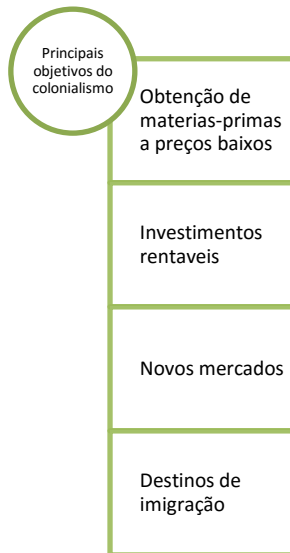 Principais
objetivos do
colonialismo
Obtenção de
materias-primas
a preços baixos
Investimentos
rentaveis
Novos mercados
Destinos de
imigração